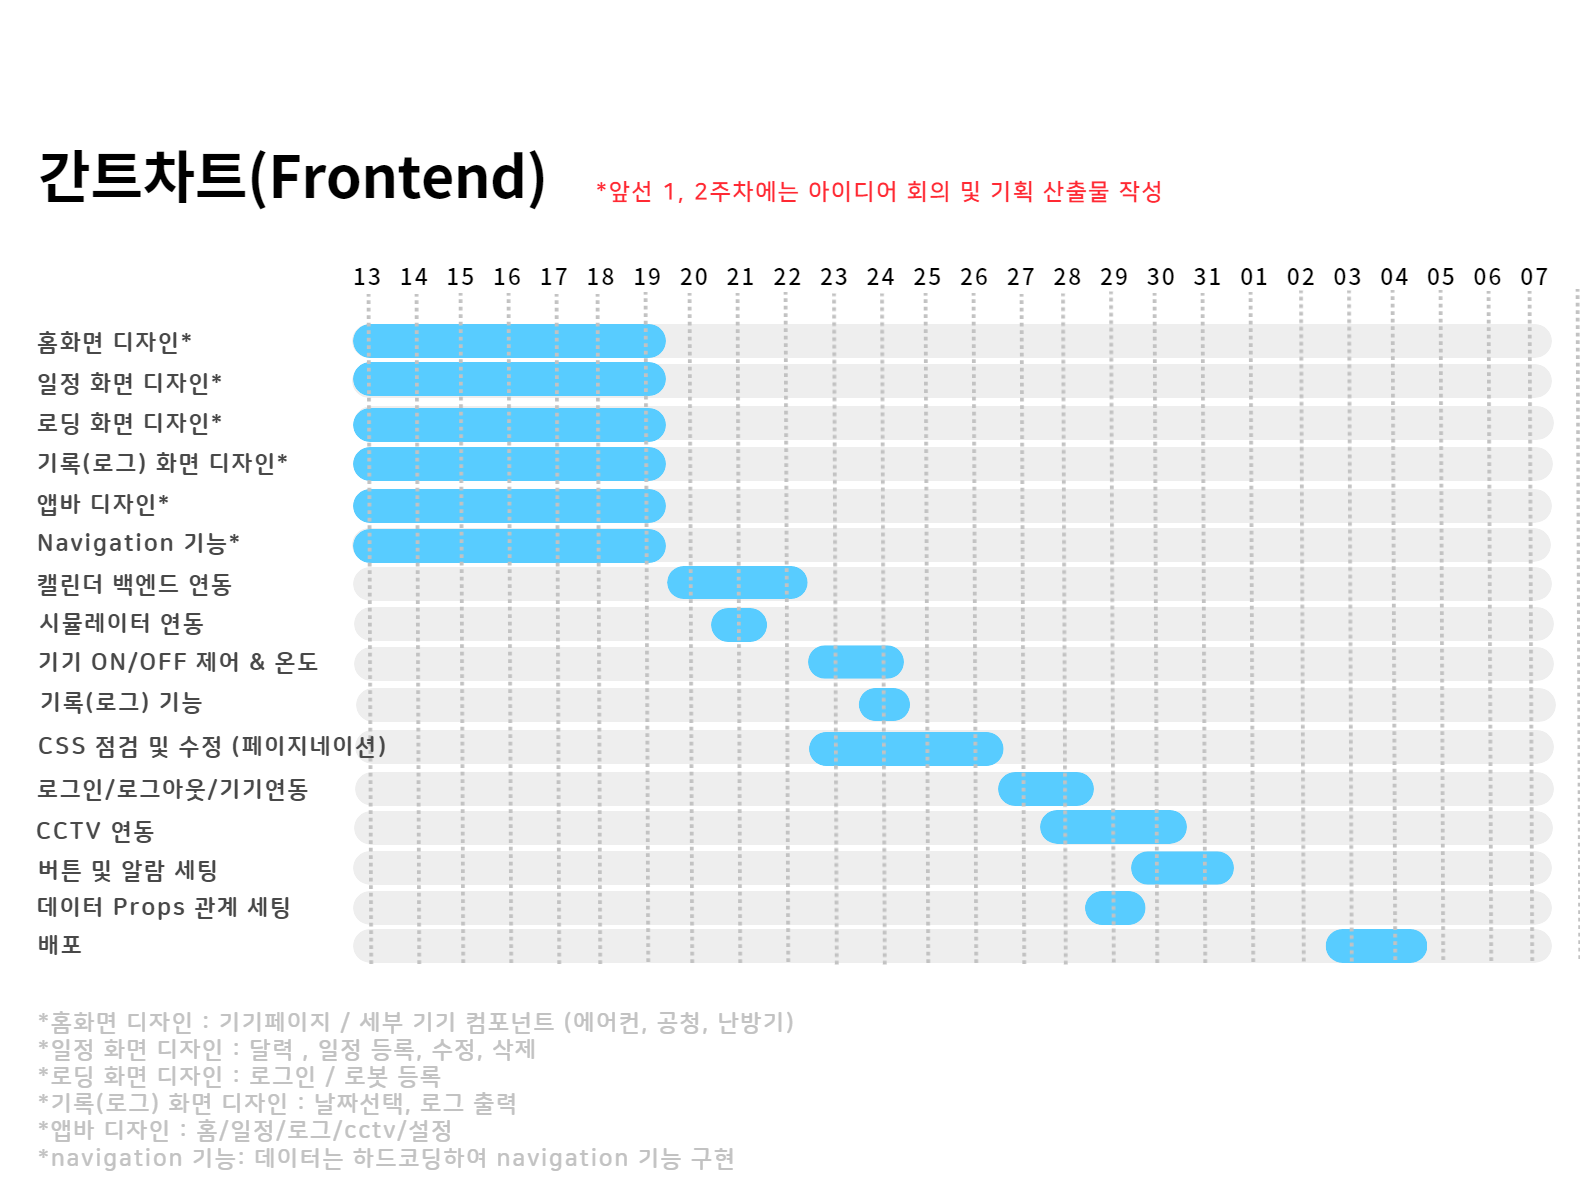 간트차트(Frontend)
*앞선 1, 2주차에는 아이디어 회의 및 기획 산출물 작성
13 14 15 16 17 18 19 20 21 22 23 24 25 26 27 28 29 30 31 01 02 03 04 05 06 07
홈화면 디자인*
일정 화면 디자인*
로딩 화면 디자인*
기록(로그) 화면 디자인*
앱바 디자인*
Navigation 기능*
캘린더 백엔드 연동
시뮬레이터 연동
기기 ON/OFF 제어 & 온도
기록(로그) 기능
CSS 점검 및 수정 (페이지네이션)
로그인/로그아웃/기기연동
CCTV 연동
버튼 및 알람 세팅
데이터 Props 관계 세팅
배포
*홈화면 디자인 : 기기페이지 / 세부 기기 컴포넌트 (에어컨, 공청, 난방기)
*일정 화면 디자인 : 달력 , 일정 등록, 수정, 삭제
*로딩 화면 디자인 : 로그인 / 로봇 등록
*기록(로그) 화면 디자인 : 날짜선택, 로그 출력
*앱바 디자인 : 홈/일정/로그/cctv/설정
*navigation 기능: 데이터는 하드코딩하여 navigation 기능 구현